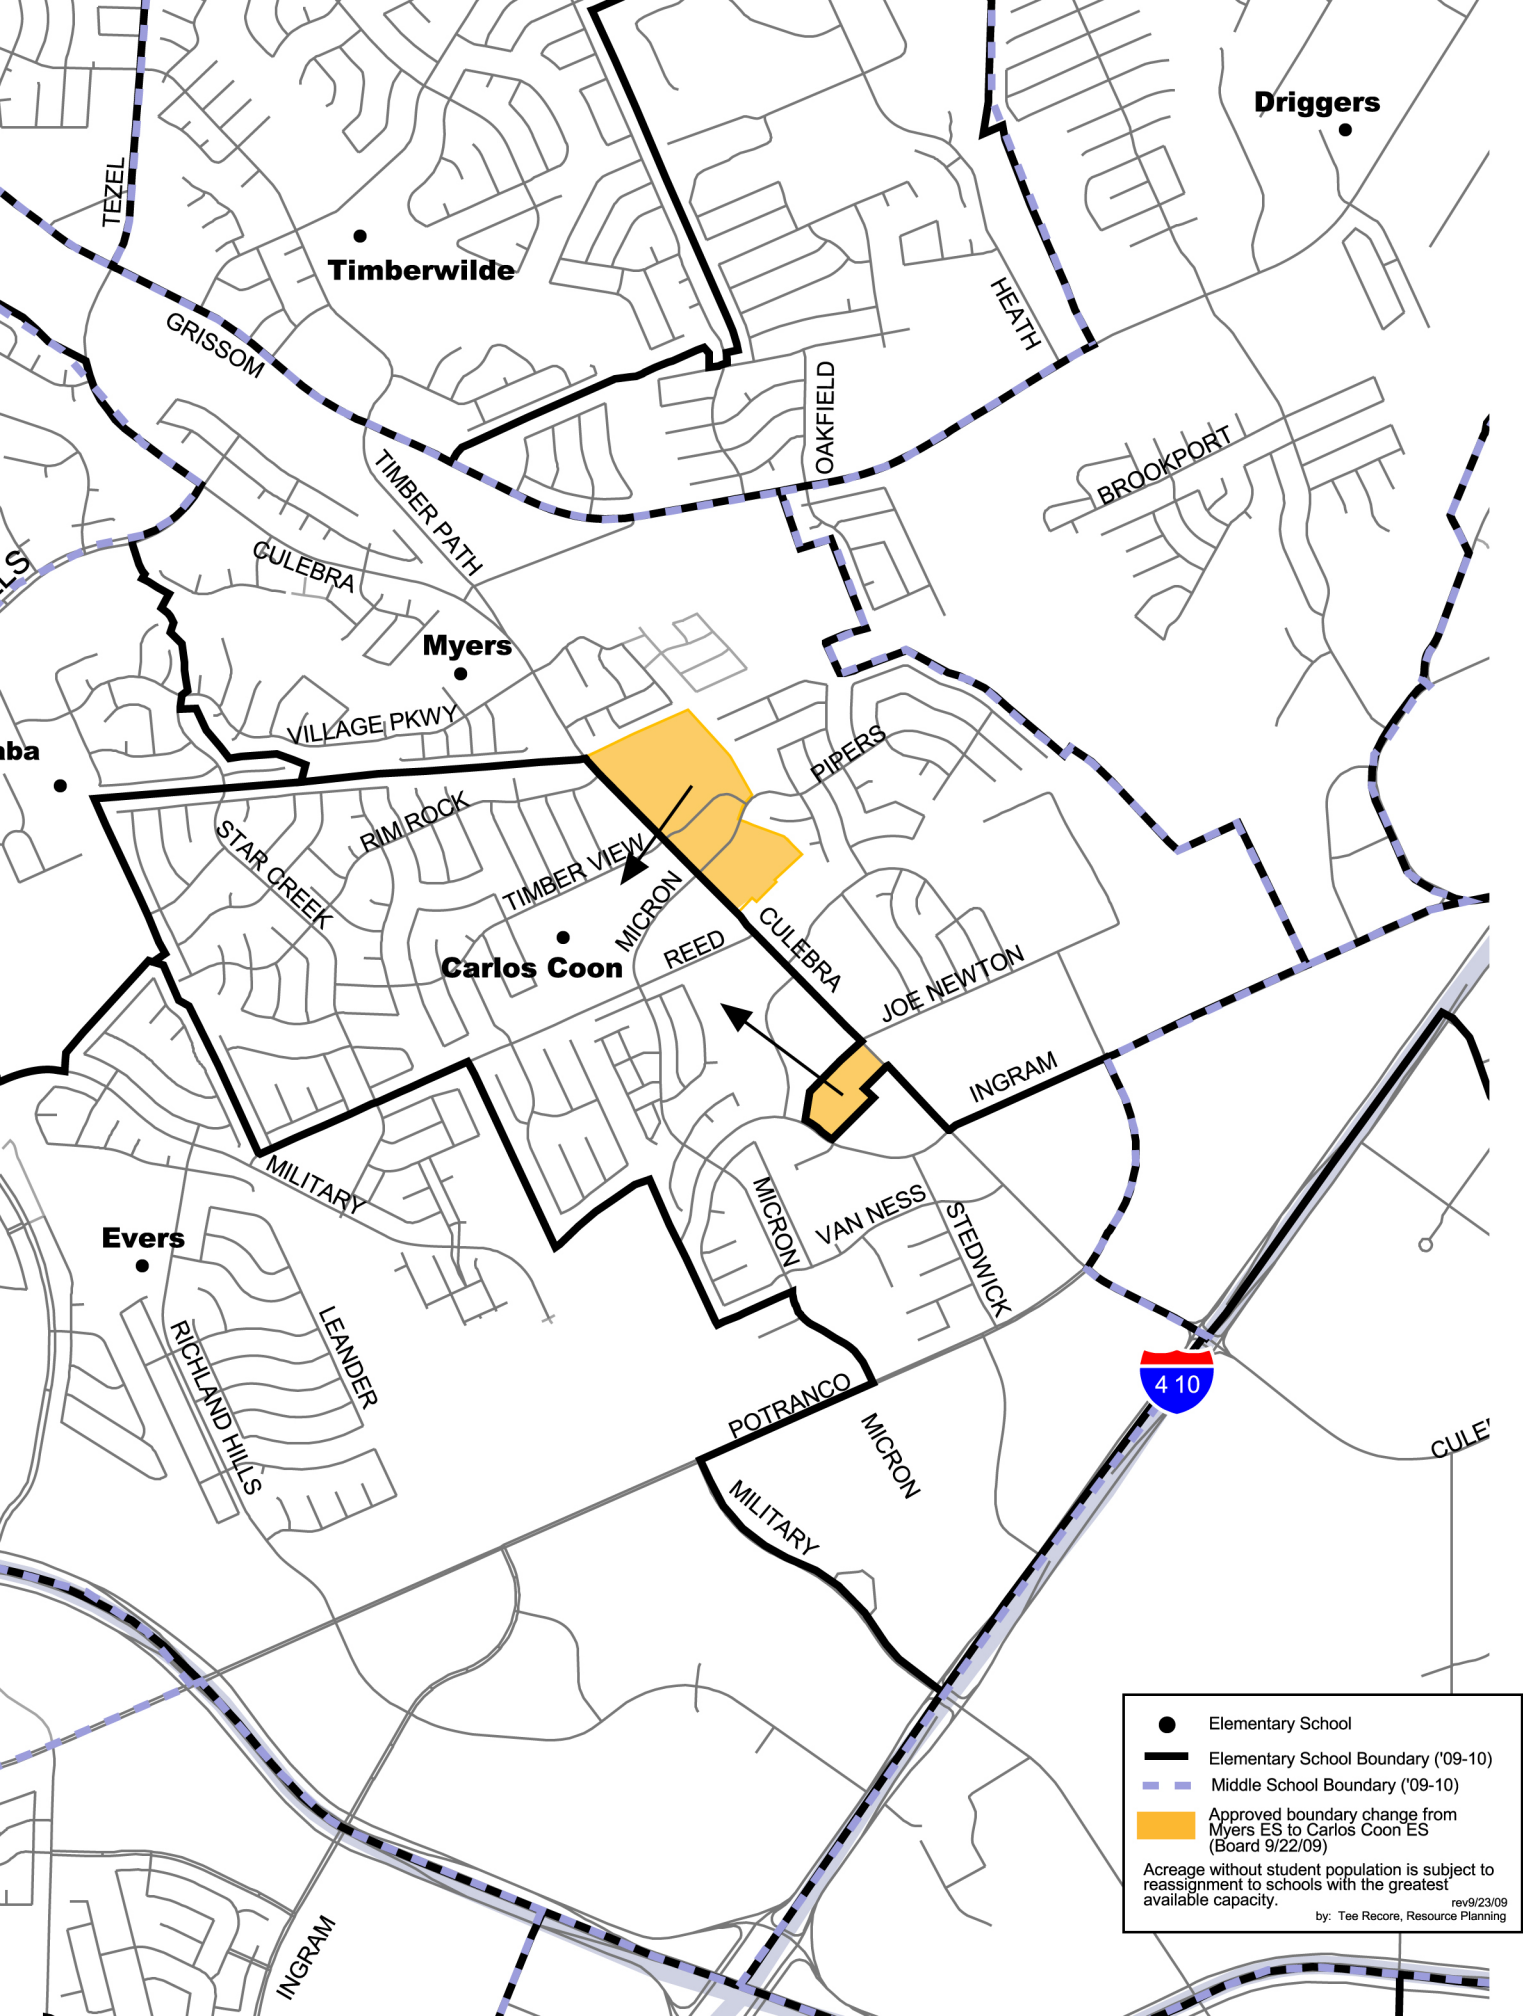 Driggers
TEZEL
Timberwilde
HEATH
GRISSOM
OAKFIELD
BROOKPORT
TIMBER PATH
CULEBRA
LS
Myers
VILLAGE PKWY
aba
PIPERS
RIM ROCK
STAR CREEK
TIMBER VIEW
MICRON
CULEBRA
REED
Carlos Coon
JOE NEWTON
INGRAM
MILITARY
MICRON
VAN NESS
STEDWICK
Evers
LEANDER
RICHLAND HILLS
4 10
POTRANCO
MICRON
CULE
MILITARY
INGRAM
Elementary School
Elementary School Boundary ('09-10)
Middle School Boundary ('09-10)
Approved boundary change from
Myers ES to Carlos Coon ES
(Board 9/22/09)
Acreage without student population is subject to
reassignment to schools with the greatest
available capacity.
rev9/23/09
by: Tee Recore, Resource Planning